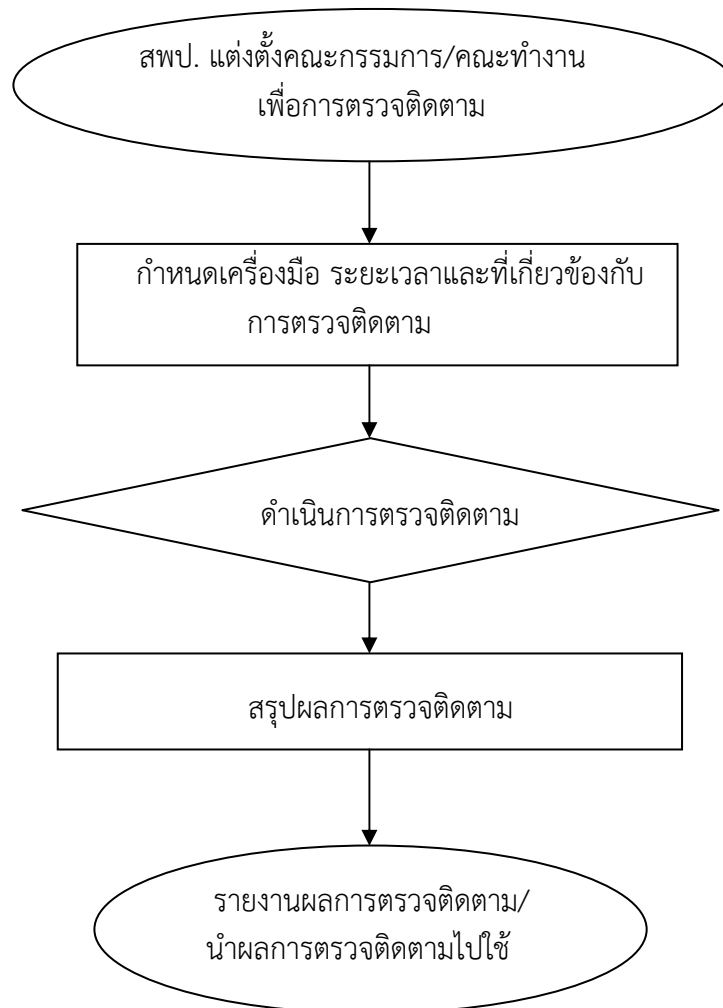 สพป. แต่งตั้งคณะกรรมการ/คณะทำงาน
เพื่อการตรวจติดตาม
กำหนดเครื่องมือ ระยะเวลาและที่เกี่ยวข้องกับ
การตรวจติดตาม
ดำเนินการตรวจติดตาม
สรุปผลการตรวจติดตาม
รายงานผลการตรวจติดตาม/
นำผลการตรวจติดตามไปใช้